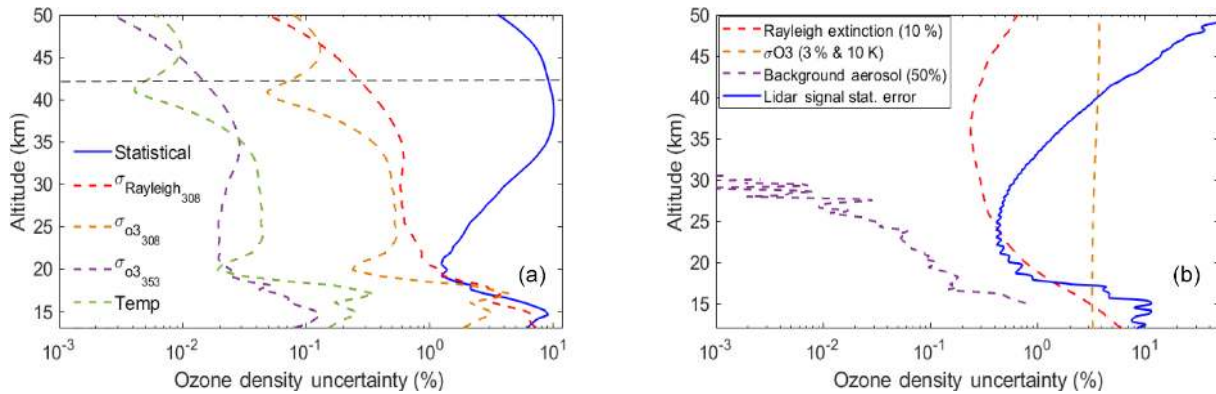 50
45
40
35
30
25
20
15
Altitude (km)
Statistical
σRayleigh308
σo3308
σo3353
Temp
(a)
10-3
10-2
10-1
100
101
Ozone density uncertainty (%)
50
45
40
35
30
25
20
15
Altitude (km)
Rayleigh extinction (10 %)
σO3 (3 % & 10 K)
Background aerosol (50%)
Lidar signal stat. error
(b)
10-3
10-2
10-1
100
101
Ozone density uncertainty (%)